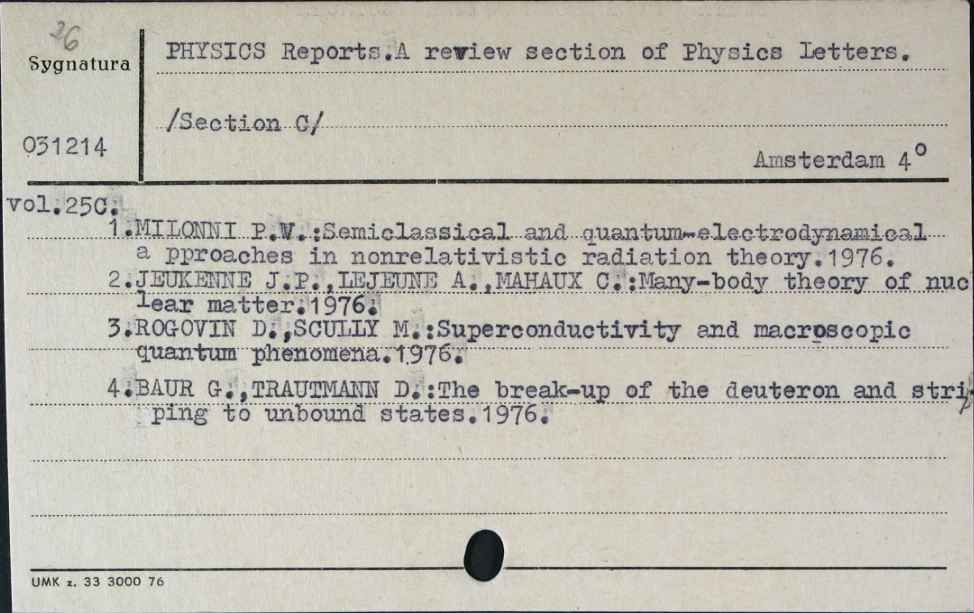 26
Sygnatura
031214
PHYSICS Reports.A review section of Physics Letters.
/Section C/
Amsterdam 4°
vol.25C.
1.MILONNI P.W.:Semiclassical and quantum-electrodynamical
a pproaches in nonrelativistic radiation theory.1976.
2.JEUKENNE J.P.,LEJEUNE A.,MAHAUX C.:Many-body theory of nuc
lear matter.1976.
3.ROGOVIN D.,SCULLY M.:Superconductivity and macroscopic
quantum phenomena.1976.
4.BAUR G.,TRAUTMANN D.:The break-up of the deuteron and strip
ping to unbound states.1976.
UMK z. 33 3000 76